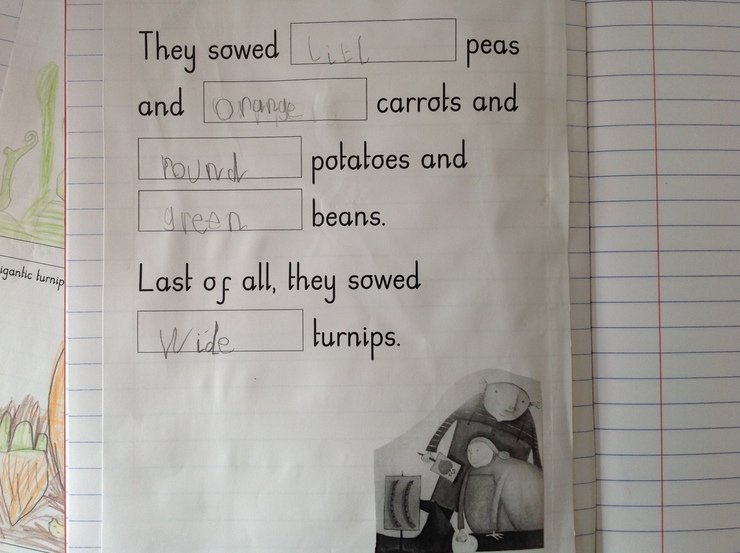 They sowed litl peas
and orange carrots and
round potatoes and
green beans.
Last of all, they sowed
wide turnips.
igantic turnip